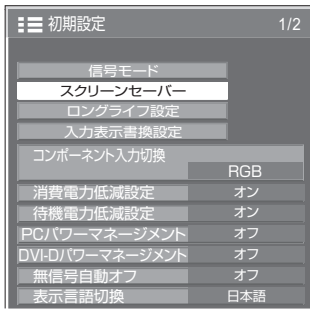 初期設定 1/2
信号モード
スクリーンセーバー
ロングライフ設定
入力表示書換設定
コンポーネント入力切換
RGB
消費電力低減設定 オン
待機電力低減設定 オン
PCパワーマネージメント オフ
DVI-Dパワーマネージメント オフ
無信号自動オフ オフ
表示言語切換 日本語